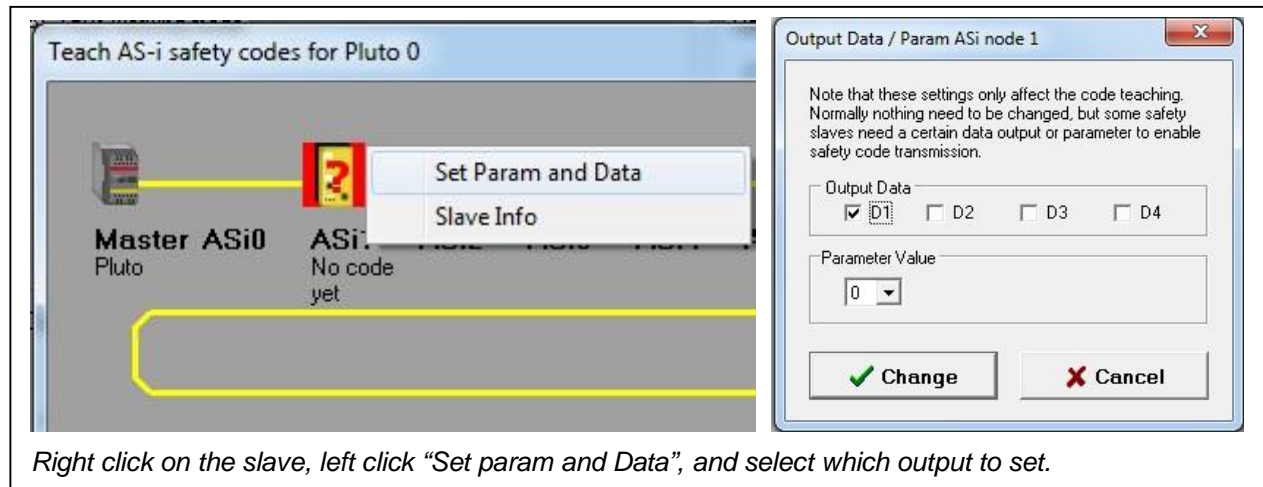 Teach AS-i safety codes for Pluto 0
Set Param and Data
Slave Info
Master ASi0
Pluto
ASi1
No code
yet
Output Data / Param ASi node 1
Note that these settings only affect the code teaching.
Normally nothing need to be changed, but some safety
slaves need a certain data output or parameter to enable
safety code transmission.
Output Data
D1 D2 D3 D4
Parameter Value
0
Change Cancel
Right click on the slave, left click “Set param and Data”, and select which output to set.